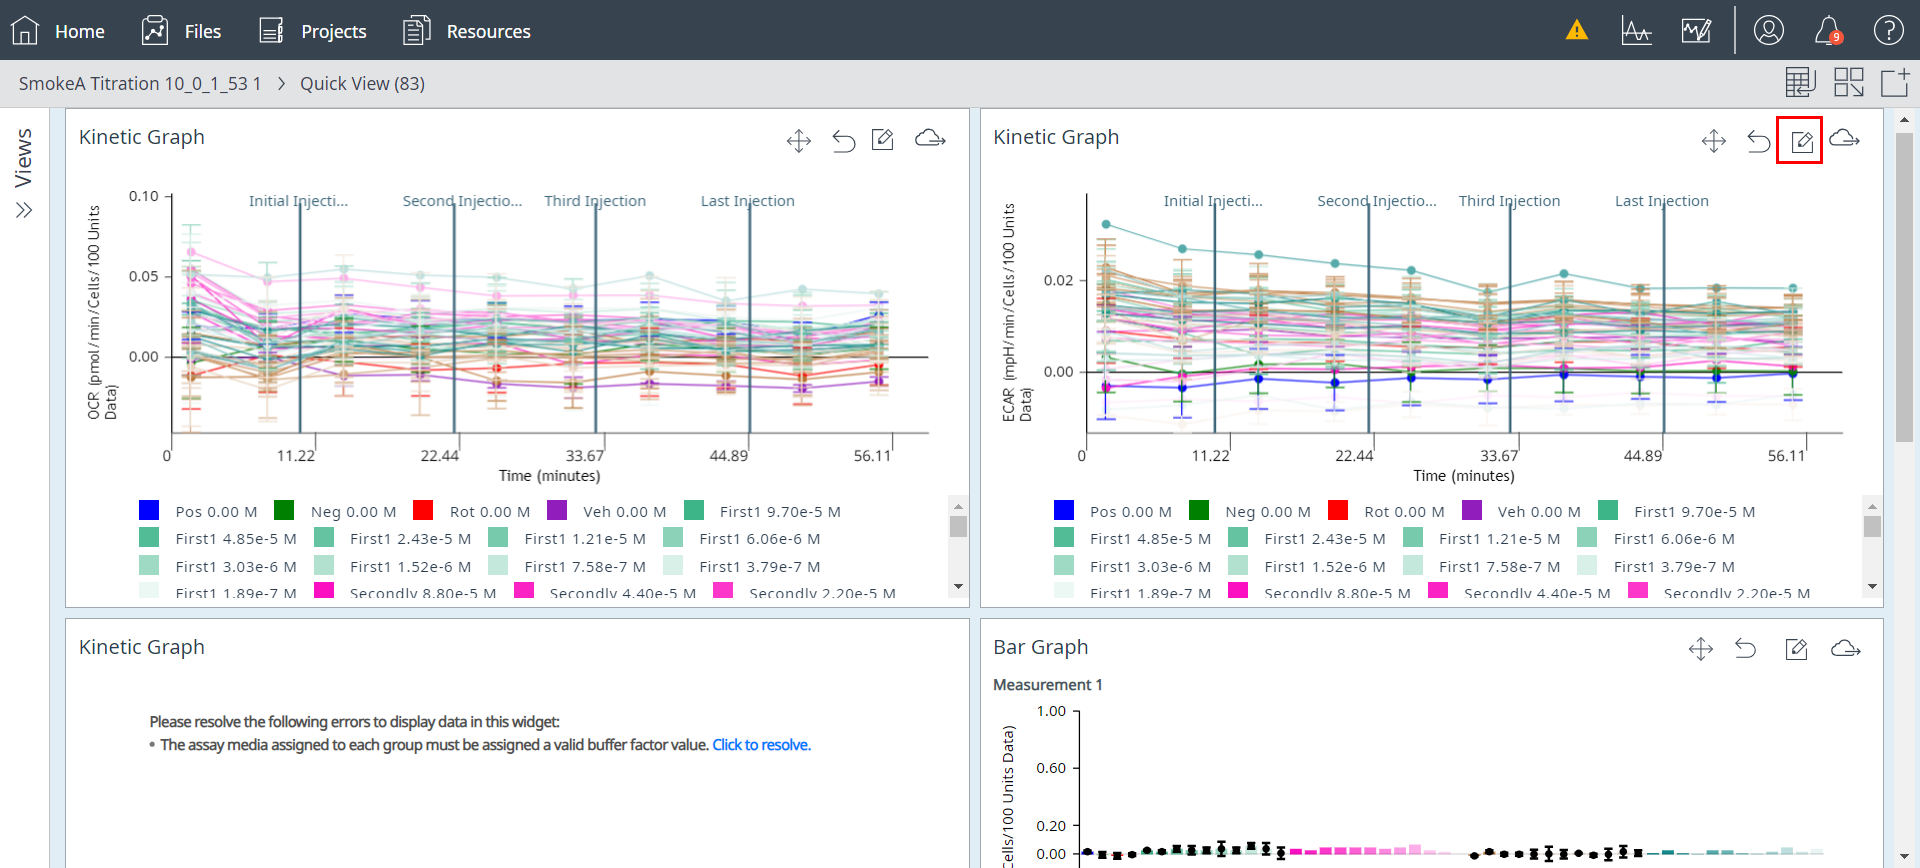 Home Files Projects Resources
9
SmokeA Titration 10_0_1_53 1 > Quick View (83)
Views
Kinetic Graph
Initial Injecti... Second Injectio... Third Injection Last Injection
0.10
0.05
0.00
OCR (pmol/min/Cells/100 Units Data)
0 11.22 22.44 33.67 44.89 56.11
Time (minutes)
Pos 0.00 M Neg 0.00 M Rot 0.00 M Veh 0.00 M First1 9.70e-5 M
First1 4.85e-5 M First1 2.43e-5 M First1 1.21e-5 M First1 6.06e-6 M
First1 3.03e-6 M First1 1.52e-6 M First1 7.58e-7 M First1 3.79e-7 M
First1 1.89e-7 M Secondly 8.80e-5 M Secondly 4.40e-5 M Secondly 2.20e-5 M
Kinetic Graph
Initial Injecti... Second Injectio... Third Injection Last Injection
0.02
0.00
ECAR (mpH/min/Cells/100 Units Data)
0 11.22 22.44 33.67 44.89 56.11
Time (minutes)
Pos 0.00 M Neg 0.00 M Rot 0.00 M Veh 0.00 M First1 9.70e-5 M
First1 4.85e-5 M First1 2.43e-5 M First1 1.21e-5 M First1 6.06e-6 M
First1 3.03e-6 M First1 1.52e-6 M First1 7.58e-7 M First1 3.79e-7 M
First1 1.89e-7 M Secondly 8.80e-5 M Secondly 4.40e-5 M Secondly 2.20e-5 M
Kinetic Graph
Please resolve the following errors to display data in this widget:
• The assay media assigned to each group must be assigned a valid buffer factor value. Click to resolve.
Bar Graph
Measurement 1
1.00
0.60
0.20
0.00
Cells/100 Units Data)